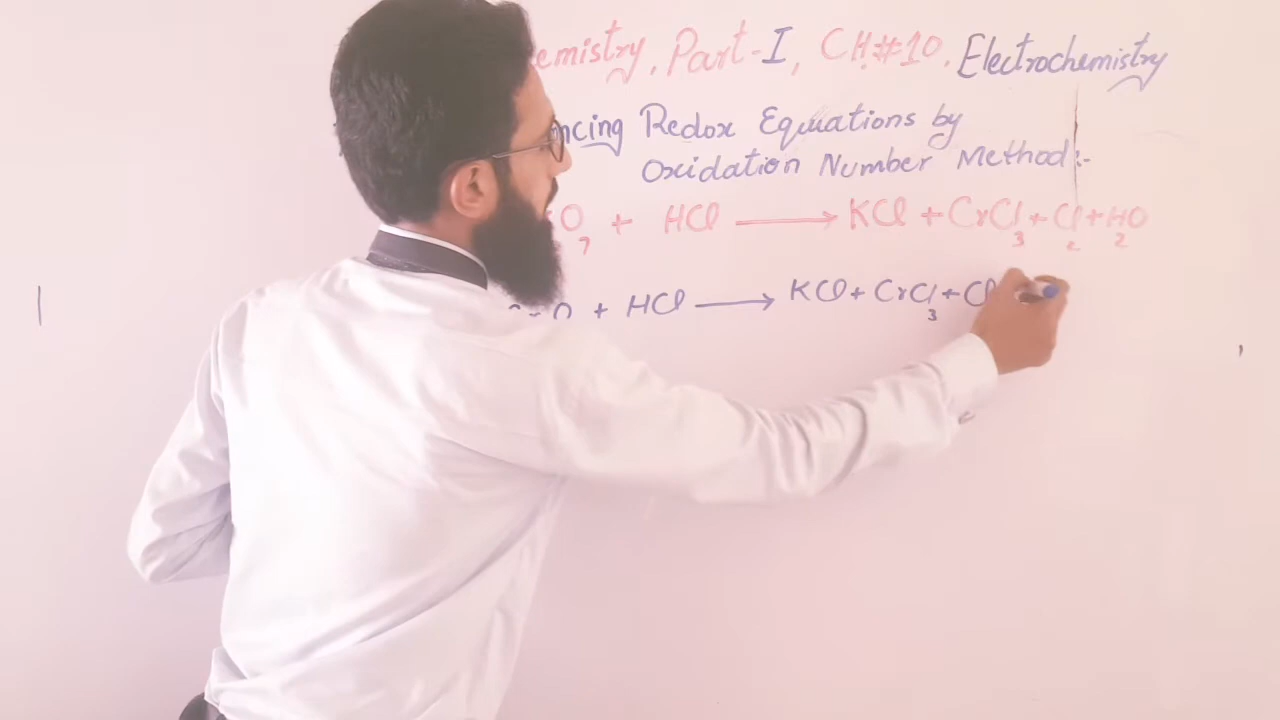 emistry, Part-I, CH#10, Electrochemistry
ncing Redox Equations by
Oxidation Number Method:-
O7 + HCl ⟶ KCl + CrCl3 + Cl2 + H2O
O + HCl ⟶ KCl + CrCl3 + Cl